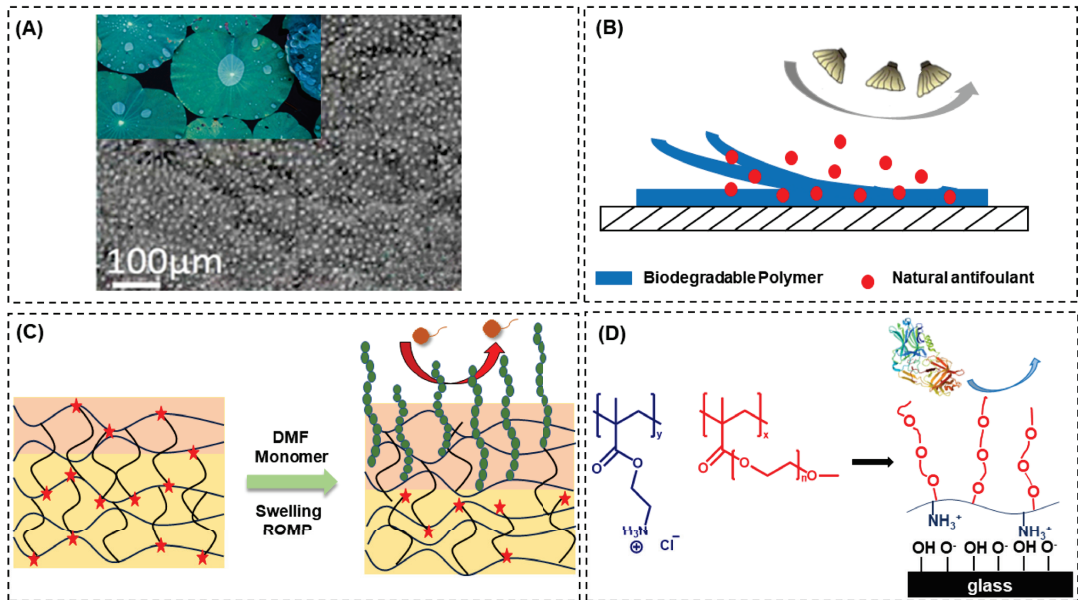 (A)
100µm
(B)
Biodegradable Polymer
Natural antifoulant
(C)
DMF
Monomer
Swelling
ROMP
(D)
y
x
O
O
O
O
n
O
H₃N
⊕
Cl⁻
O
O
O
O
O
O
O
O
O
NH₃⁺
NH₃⁺
OH O⁻ OH O⁻ OH O⁻
glass